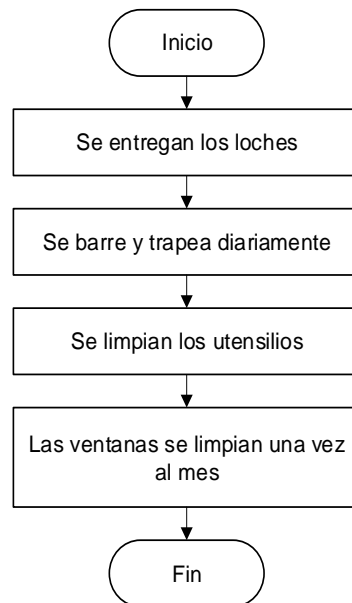 Inicio
Se entregan los loches
Se barre y trapea diariamente
Se limpian los utensilios
Las ventanas se limpian una vez
al mes
Fin